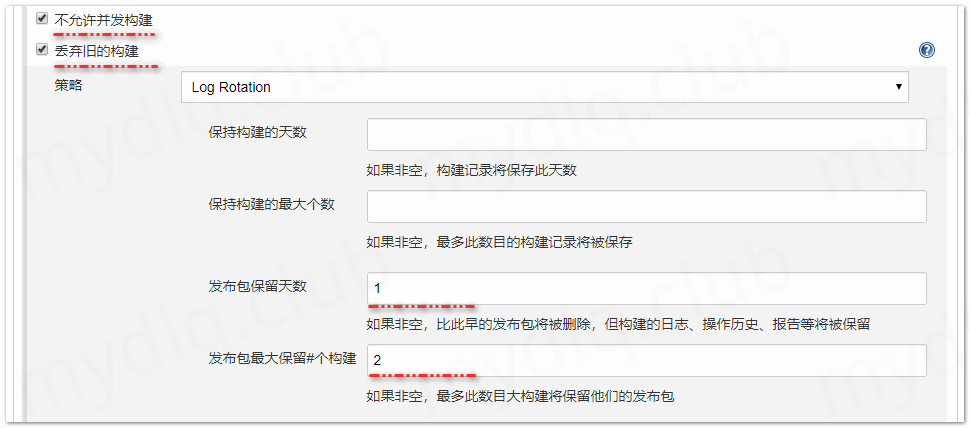 不允许并发构建
丢弃旧的构建
策略 Log Rotation
保持构建的天数
如果非空，构建记录将保存此天数
保持构建的最大个数
如果非空，最多此数目的构建记录将被保存
发布包保留天数 1
如果非空，比此早的发布包将被删除，但构建的日志、操作历史、报告等将被保留
发布包最大保留#个构建 2
如果非空，最多此数目大构建将保留他们的发布包
mydlq.club